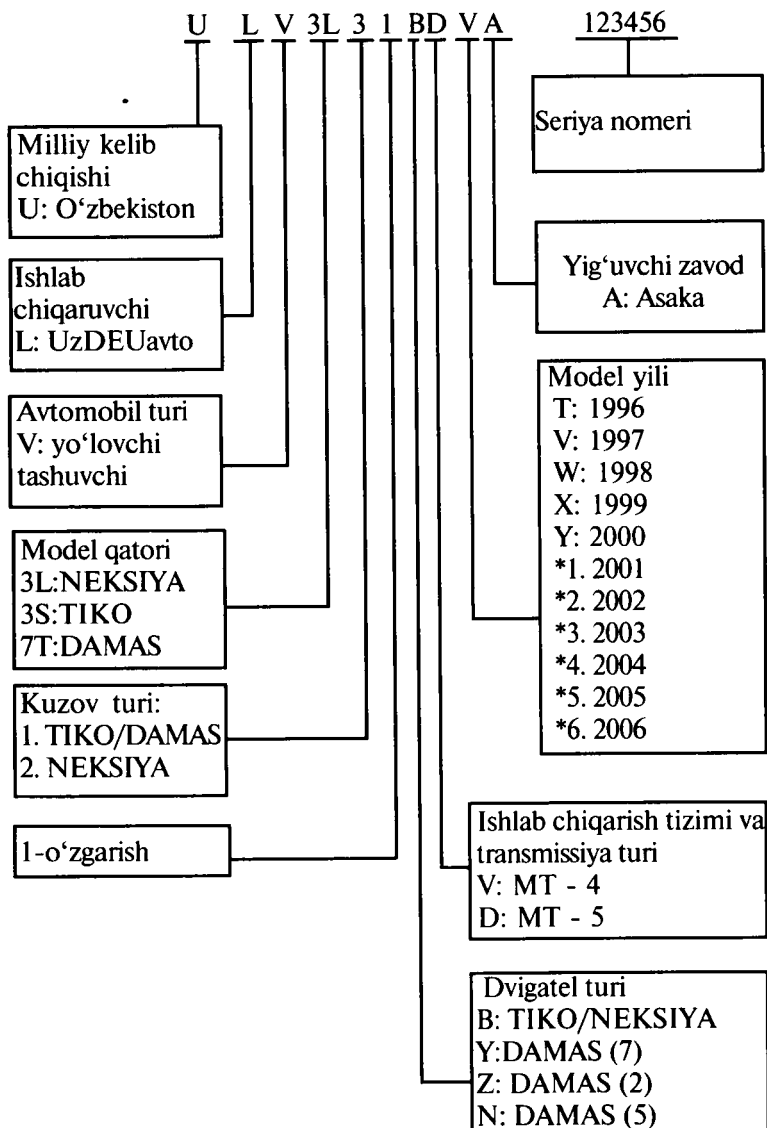 U L V 3L 3 1 BD V A 123456
Milliy kelib
chiqishi
U: O‘zbekiston
Ishlab
chiqaruvchi
L: UzDEUavto
Avtomobil turi
V: yo‘lovchi
tashuvchi
Model qatori
3L:NEKSIYA
3S:TIKO
7T:DAMAS
Kuzov turi:
1. TIKO/DAMAS
2. NEKSIYA
1-o‘zgarish
Seriya nomeri
Yig‘uvchi zavod
A: Asaka
Model yili
T: 1996
V: 1997
W: 1998
X: 1999
Y: 2000
*1. 2001
*2. 2002
*3. 2003
*4. 2004
*5. 2005
*6. 2006
Ishlab chiqarish tizimi va
transmissiya turi
V: MT - 4
D: MT - 5
Dvigatel turi
B: TIKO/NEKSIYA
Y:DAMAS (7)
Z: DAMAS (2)
N: DAMAS (5)